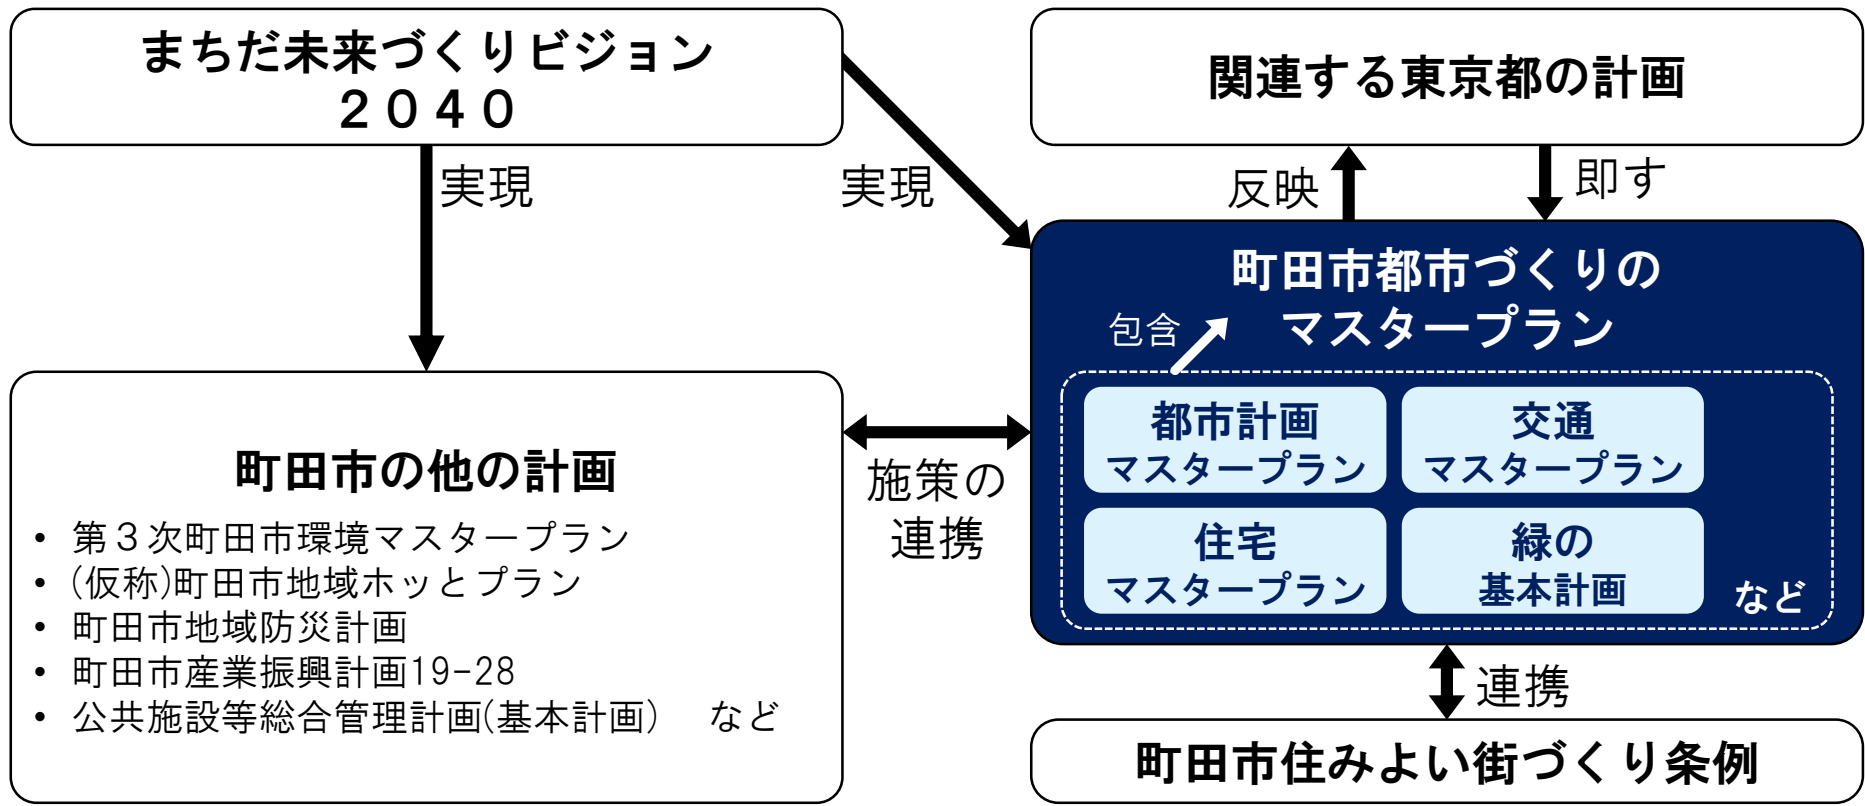 まちだ未来づくりビジョン
２０４０
関連する東京都の計画
実現
実現
反映
即す
町田市都市づくりの
マスタープラン
包含
都市計画
マスタープラン
交通
マスタープラン
住宅
マスタープラン
緑の
基本計画
など
町田市の他の計画
• 第３次町田市環境マスタープラン
• (仮称)町田市地域ホッとプラン
• 町田市地域防災計画
• 町田市産業振興計画19-28
• 公共施設等総合管理計画(基本計画)　など
施策の
連携
連携
町田市住みよい街づくり条例